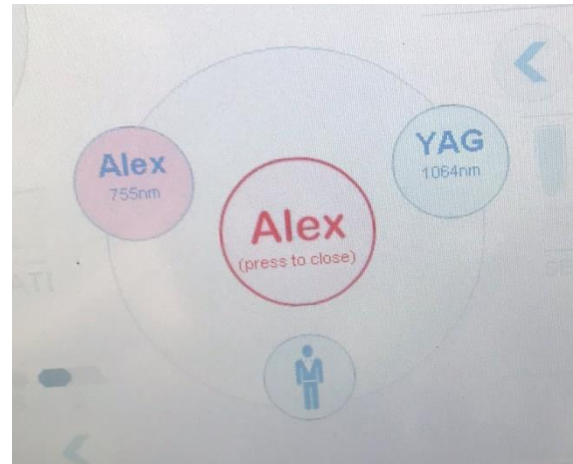 Alex
755nm
YAG
1064nm
Alex
(press to close)